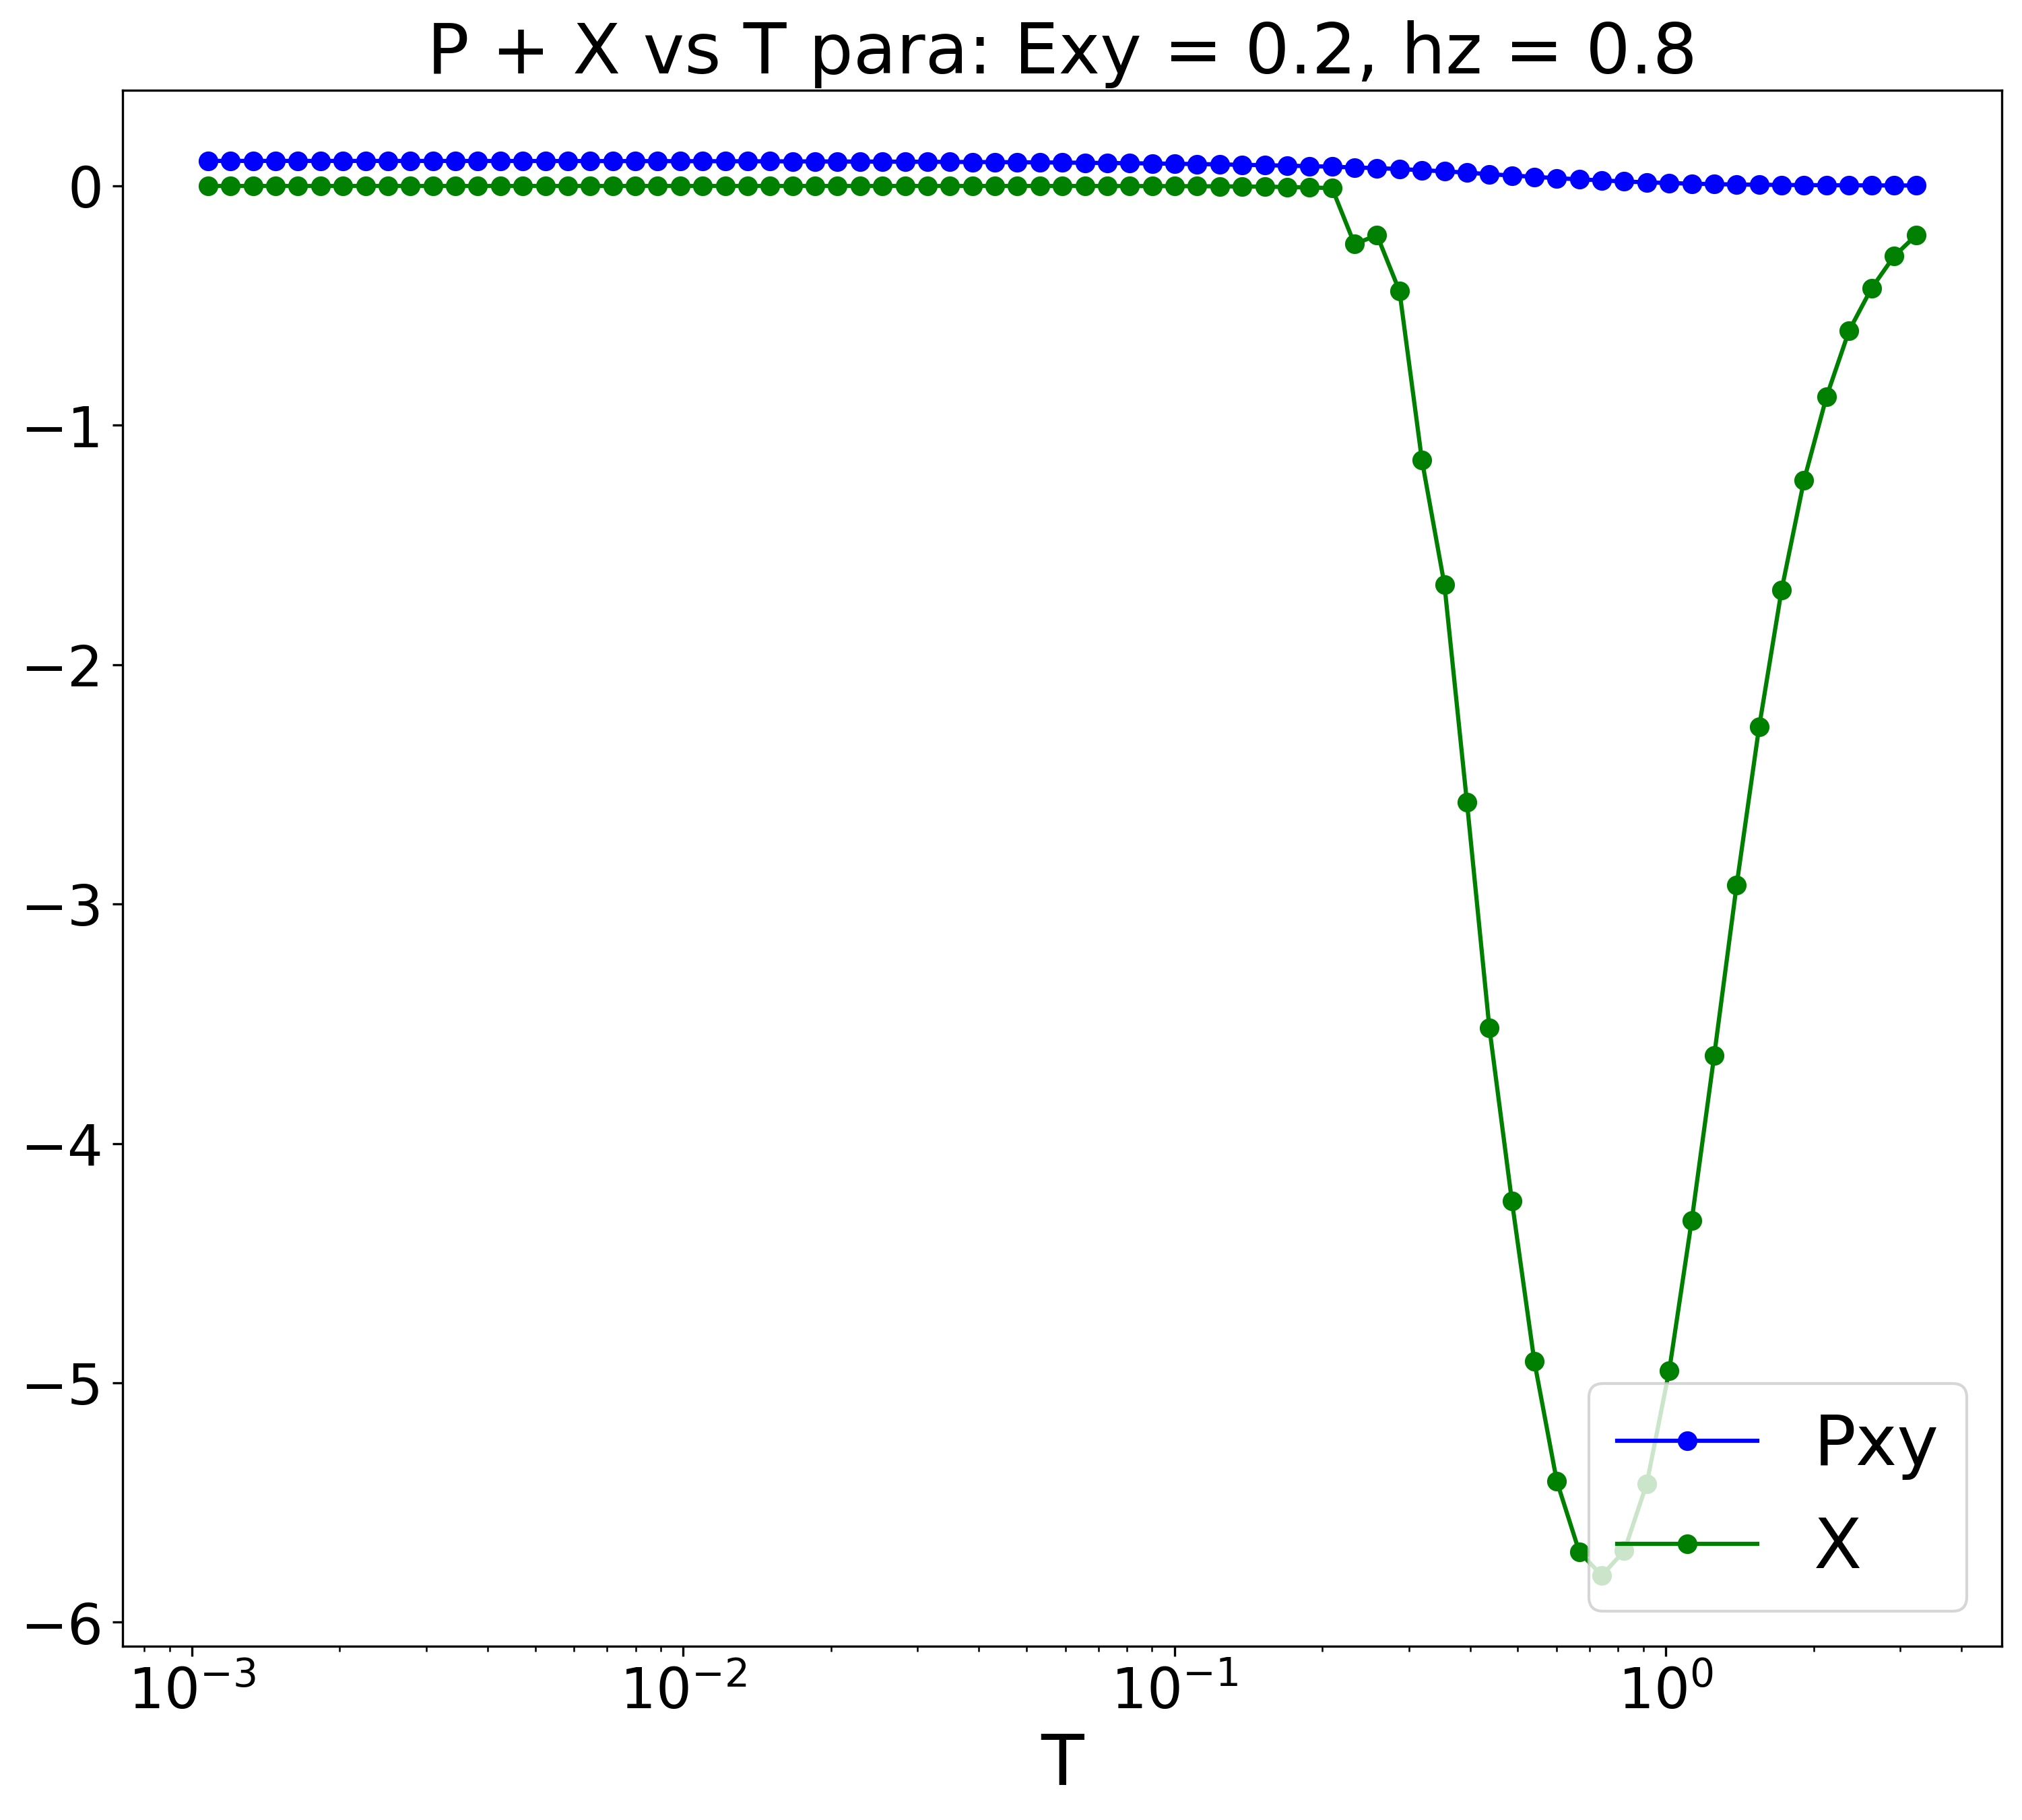 P + X vs T para: Exy = 0.2, hz = 0.8
0
−1
−2
−3
−4
−5
−6
Pxy
X
10⁻³ 10⁻² 10⁻¹ 10⁰
T